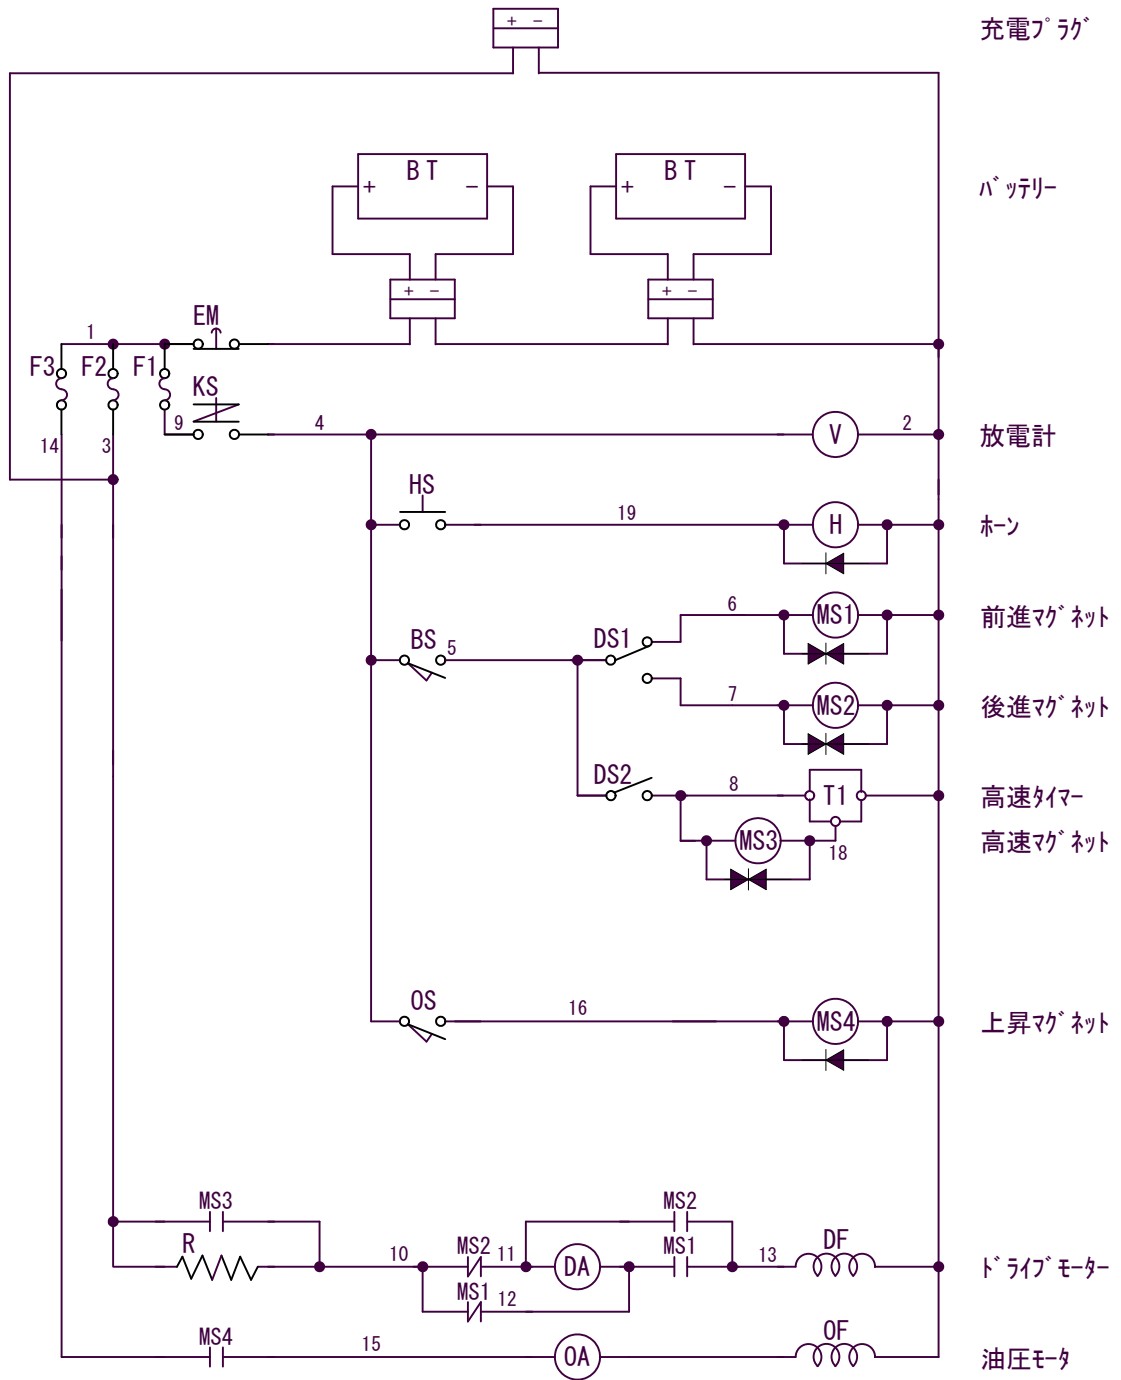 + -
充電ﾌﾟﾗｸﾞ
BT BT
+ - + -
ﾊﾞｯﾃﾘｰ
+ - + -
EM
1
F3 F2 F1
KS
9 4 V 2
14 3
放電計
HS
19 H
ﾎｰﾝ
6 MS1
前進ﾏｸﾞﾈｯﾄ
BS 5 DS1
7 MS2
後進ﾏｸﾞﾈｯﾄ
DS2 8 T1
高速ﾀｲﾏｰ
MS3 18
高速ﾏｸﾞﾈｯﾄ
OS 16 MS4
上昇ﾏｸﾞﾈｯﾄ
MS3 MS2
R 10 MS2 11 DA MS1 13 DF
ﾄﾞﾗｲﾌﾞﾓｰﾀｰ
MS1 12
MS4 15 OA OF
油圧ﾓｰﾀ